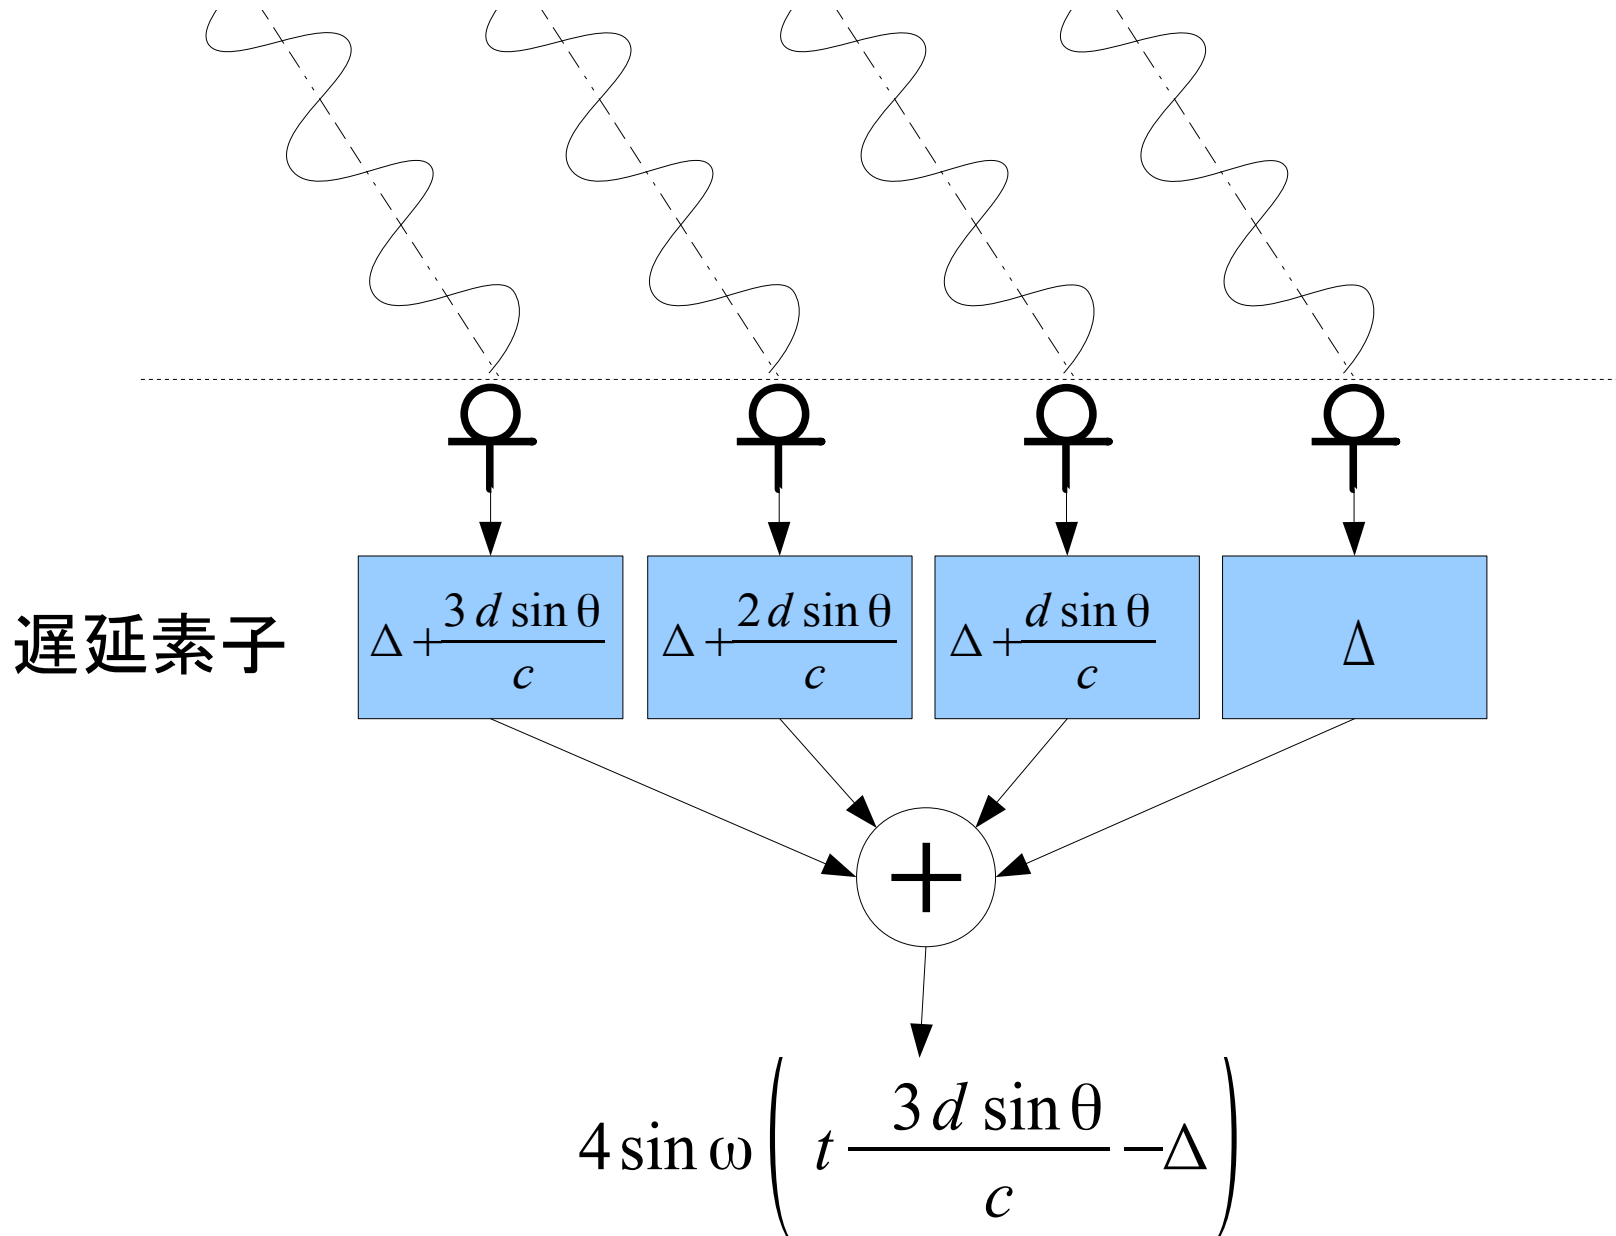 遅延素子
Δ + 3 d sin θ / c
Δ + 2 d sin θ / c
Δ + d sin θ / c
Δ
+
4 sin ω ( t — 3 d sin θ / c — Δ )